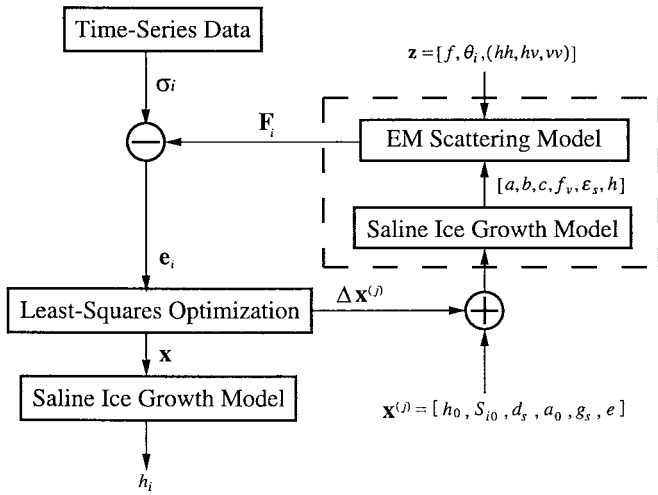 Time-Series Data
z=[f, θi, (hh, hv, vv)]
σi
Fi
EM Scattering Model
[a, b, c, fv, εs, h]
Saline Ice Growth Model
ei
Least-Squares Optimization
Δx(j)
x
Saline Ice Growth Model
x(j)=[h0, Si0, ds, a0, gs, e]
hi